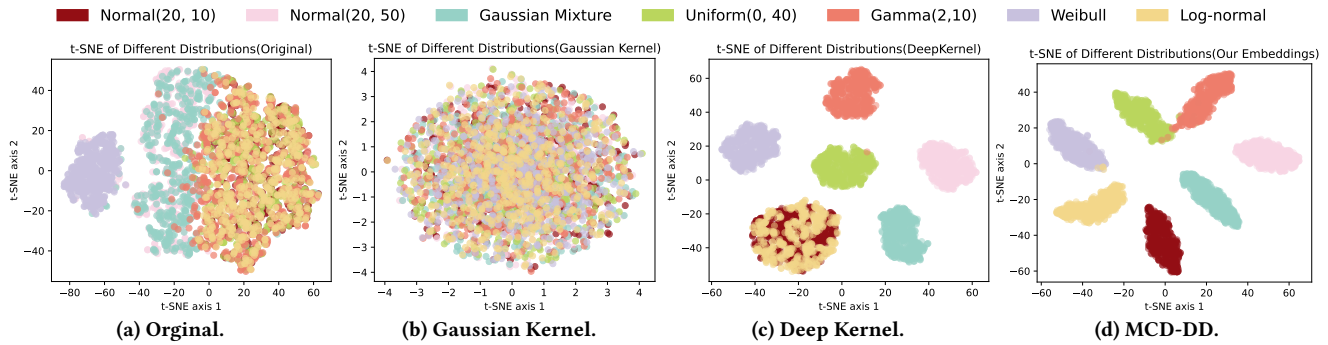 Normal(20, 10) Normal(20, 50) Gaussian Mixture Uniform(0, 40) Gamma(2,10) Weibull Log-normal
t-SNE of Different Distributions(Original)
t-SNE axis 2
40
20
0
−20
−40
−80 −60 −40 −20 0 20 40 60
t-SNE axis 1
(a) Orginal.
t-SNE of Different Distributions(Gaussian Kernel)
t-SNE axis 2
4
3
2
1
0
−1
−2
−3
−4
−4 −3 −2 −1 0 1 2 3 4
t-SNE axis 1
(b) Gaussian Kernel.
t-SNE of Different Distributions(DeepKernel)
t-SNE axis 2
60
40
20
0
−20
−40
−60 −40 −20 0 20 40 60
t-SNE axis 1
(c) Deep Kernel.
t-SNE of Different Distributions(Our Embeddings)
t-SNE axis 2
40
20
0
−20
−40
−60
−60 −40 −20 0 20 40 60
t-SNE axis 1
(d) MCD-DD.